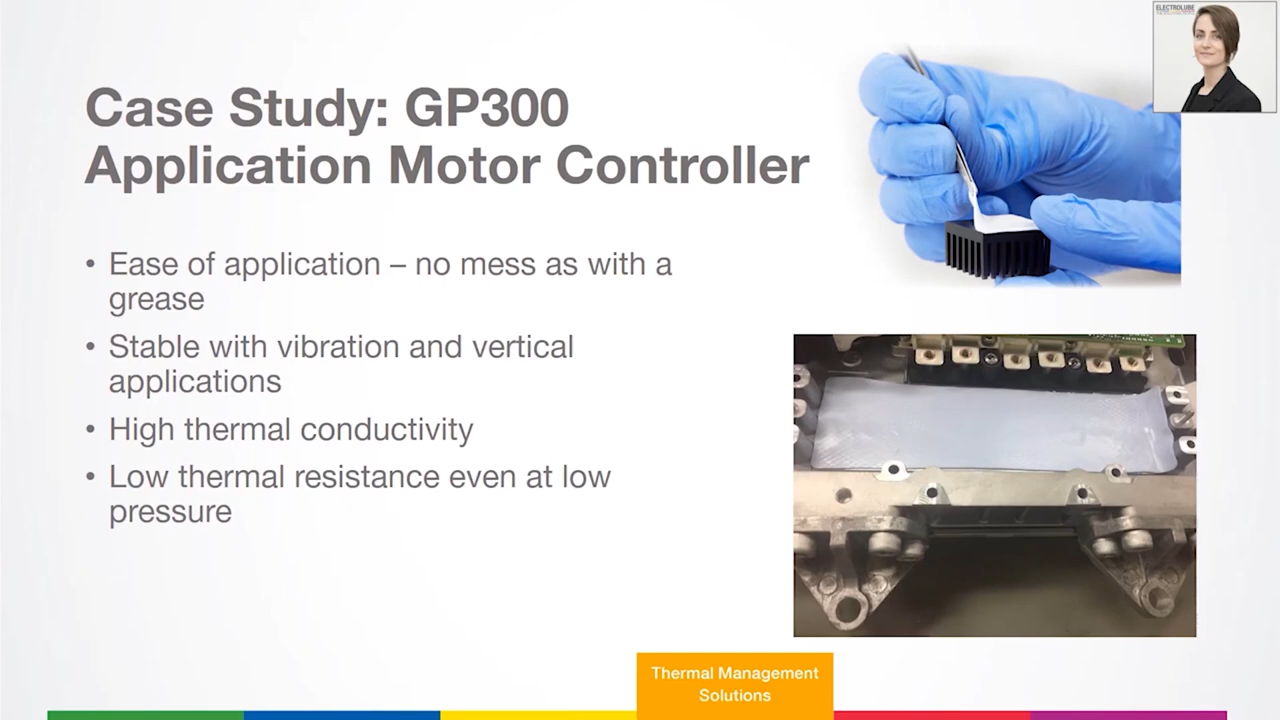 ELECTROLUBE
Case Study: GP300
Application Motor Controller
• Ease of application – no mess as with a
grease
• Stable with vibration and vertical
applications
• High thermal conductivity
• Low thermal resistance even at low
pressure
Thermal Management
Solutions